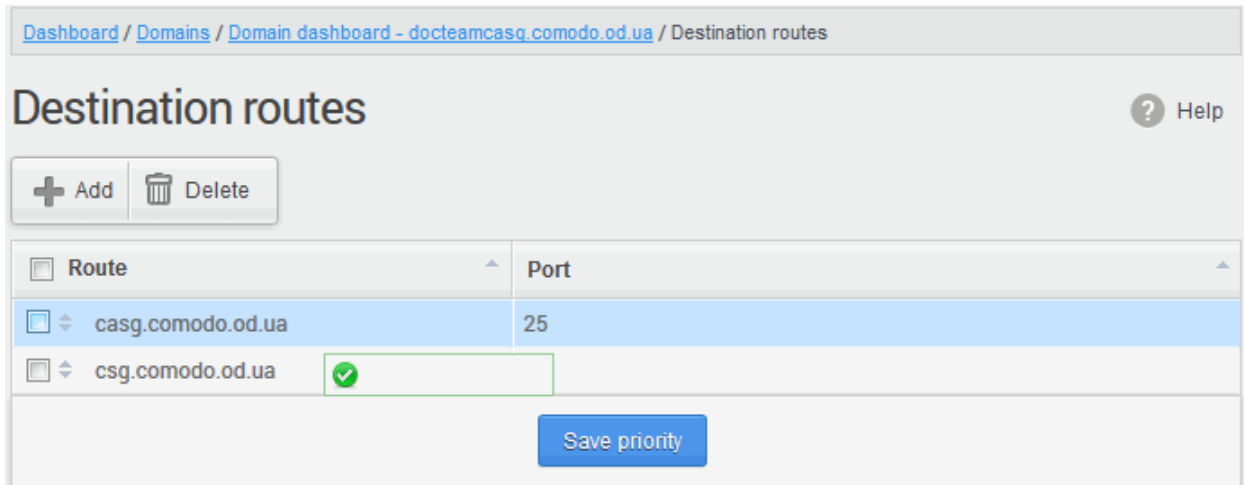 Dashboard / Domains / Domain dashboard - docteamcasg.comodo.od.ua / Destination routes
Destination routes
? Help
Add Delete
Route Port
casg.comodo.od.ua 25
csg.comodo.od.ua
Save priority